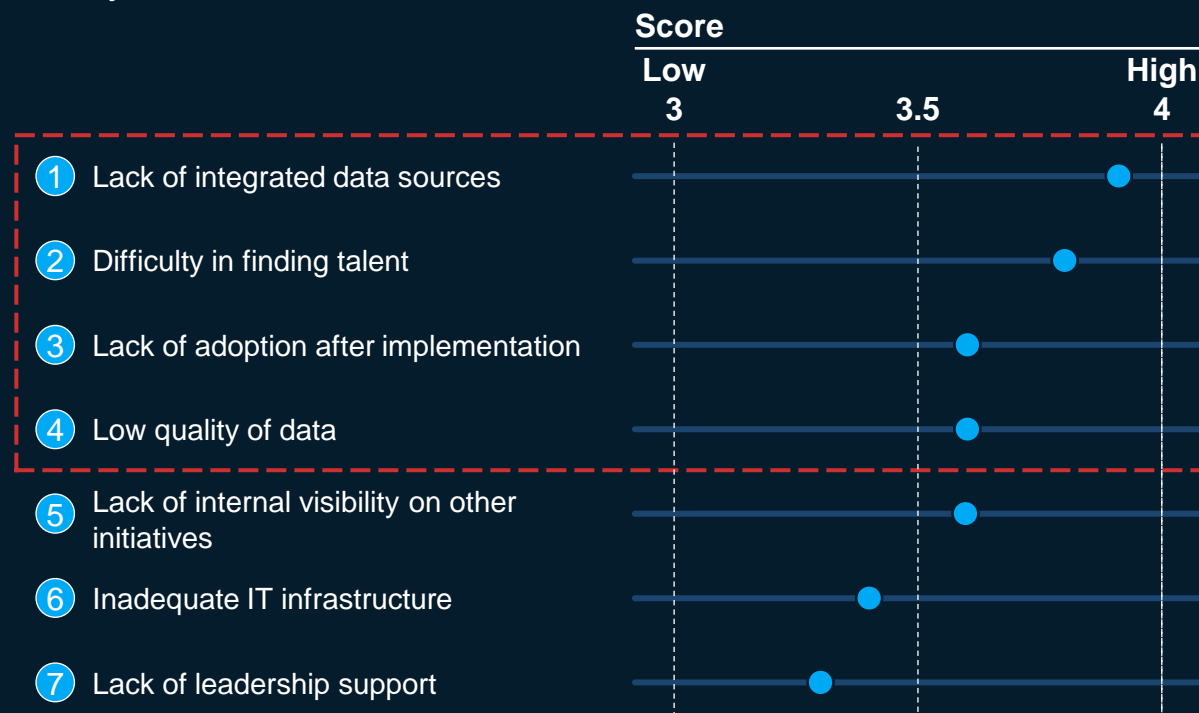 Score
Low High
3 3.5 4
1 Lack of integrated data sources
2 Difficulty in finding talent
3 Lack of adoption after implementation
4 Low quality of data
5 Lack of internal visibility on other
initiatives
6 Inadequate IT infrastructure
7 Lack of leadership support